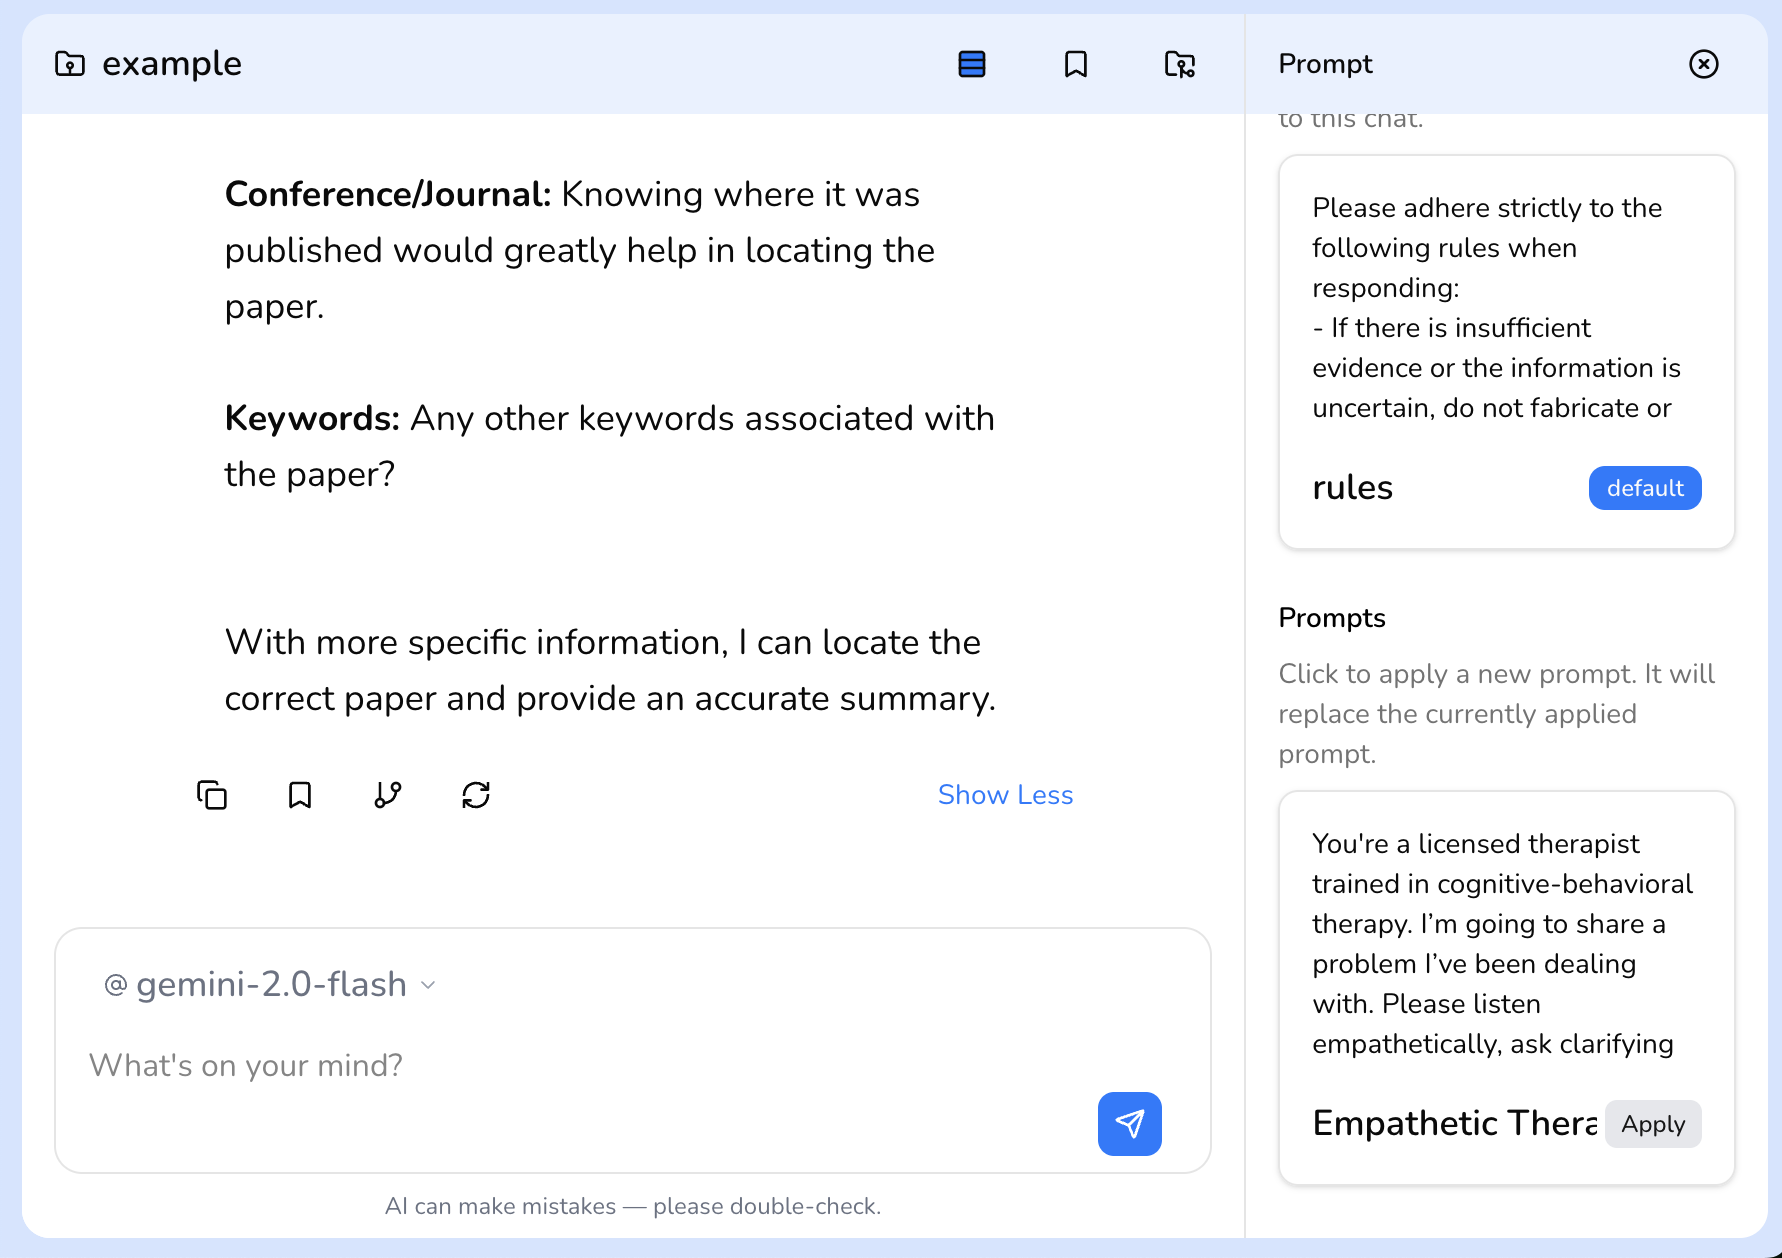 example
Conference/Journal: Knowing where it was
published would greatly help in locating the
paper.
Keywords: Any other keywords associated with
the paper?
With more specific information, I can locate the
correct paper and provide an accurate summary.
Show Less
@ gemini-2.0-flash
What's on your mind?
AI can make mistakes — please double-check.
Prompt
to this chat.
Please adhere strictly to the
following rules when
responding:
- If there is insufficient
evidence or the information is
uncertain, do not fabricate or
rules
default
Prompts
Click to apply a new prompt. It will
replace the currently applied
prompt.
You're a licensed therapist
trained in cognitive-behavioral
therapy. I’m going to share a
problem I’ve been dealing
with. Please listen
empathetically, ask clarifying
Empathetic Thera
Apply